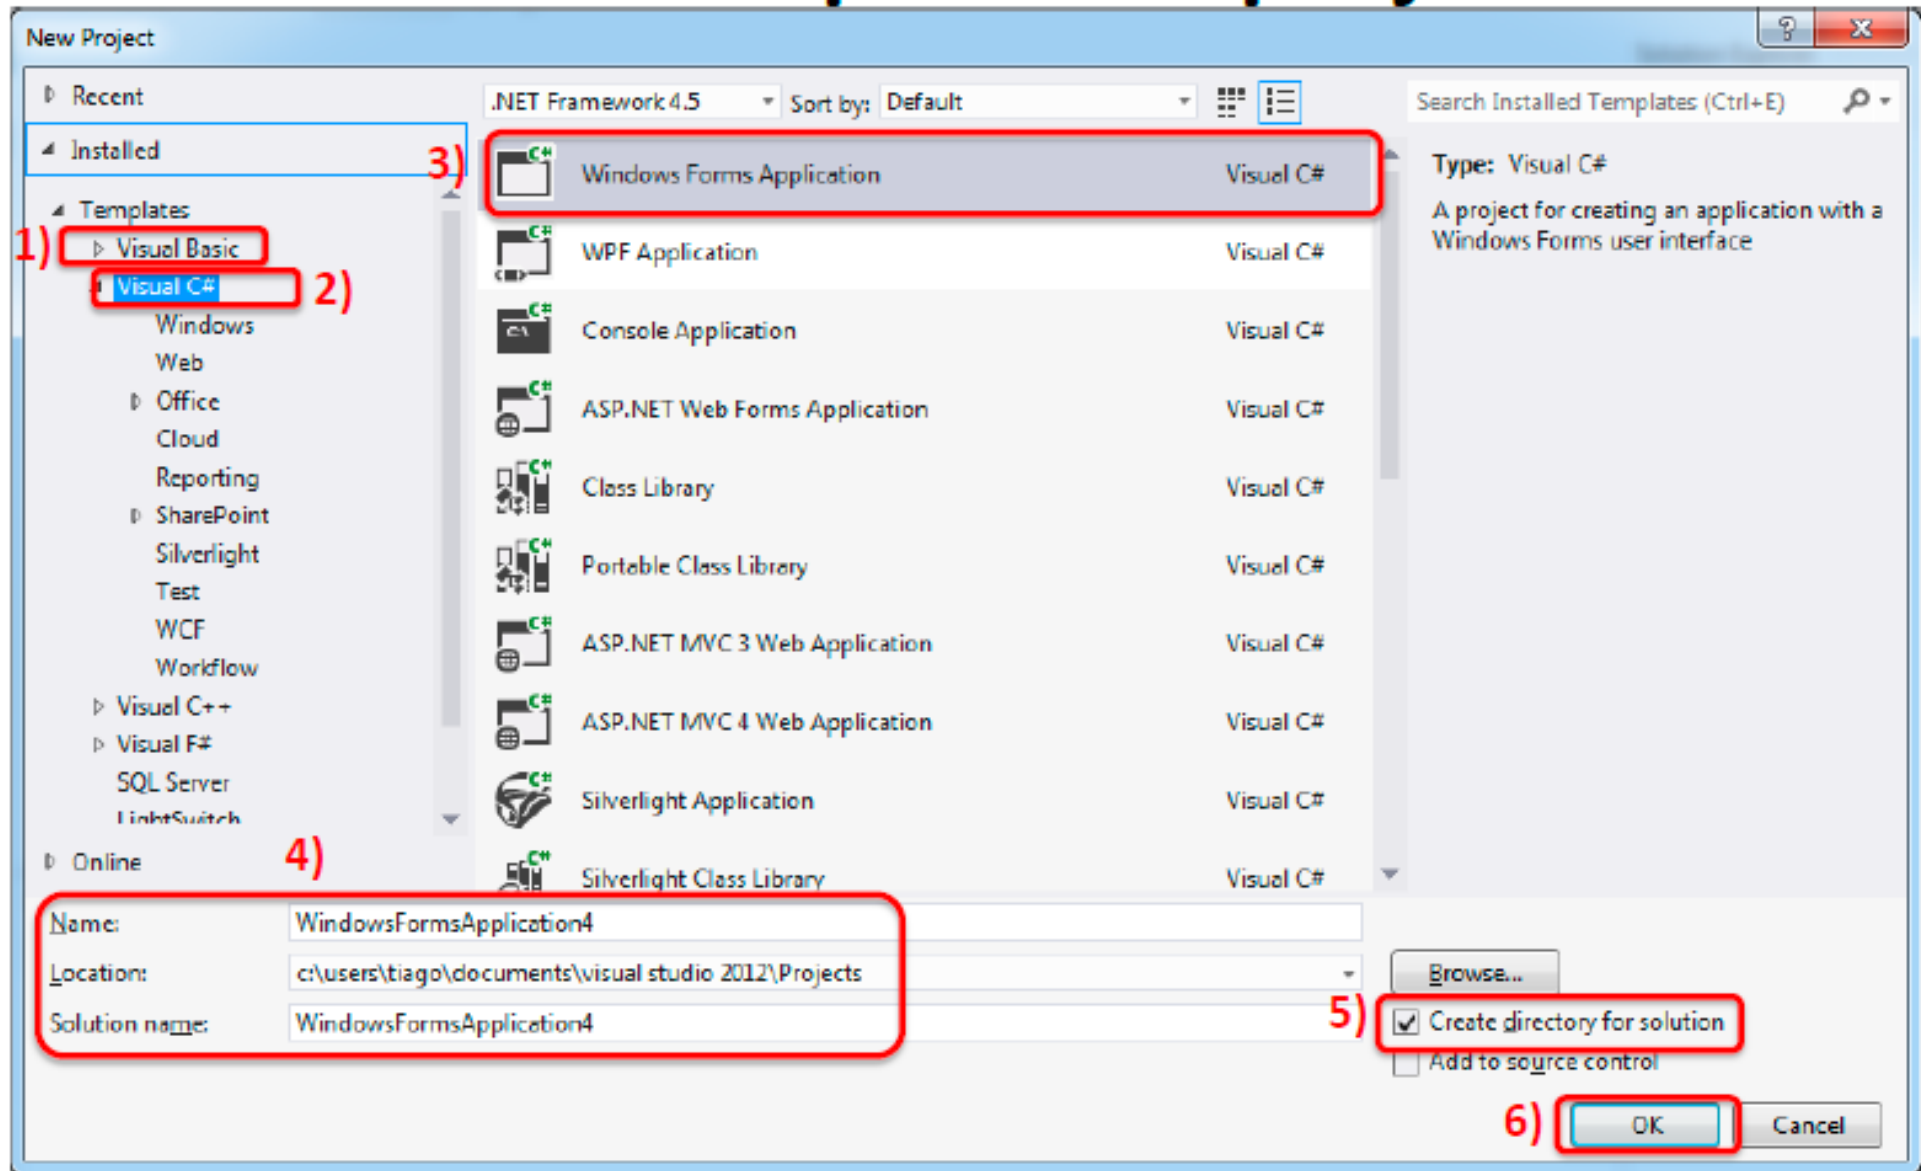 New Project
Recent
.NET Framework 4.5
Sort by: Default
Search Installed Templates (Ctrl+E)
Installed
Templates
1)
Visual Basic
Visual C#
2)
Windows
Web
Office
Cloud
Reporting
SharePoint
Silverlight
Test
WCF
Workflow
Visual C++
Visual F#
SQL Server
LightSwitch
Online
3)
Windows Forms Application Visual C#
WPF Application Visual C#
Console Application Visual C#
ASP.NET Web Forms Application Visual C#
Class Library Visual C#
Portable Class Library Visual C#
ASP.NET MVC 3 Web Application Visual C#
ASP.NET MVC 4 Web Application Visual C#
Silverlight Application Visual C#
Silverlight Class Library Visual C#
Type: Visual C#
A project for creating an application with a
Windows Forms user interface
4)
Name: WindowsFormsApplication4
Location: c:\users\tiago\documents\visual studio 2012\Projects
Solution name: WindowsFormsApplication4
Browse...
5)
Create directory for solution
Add to source control
6)
OK
Cancel